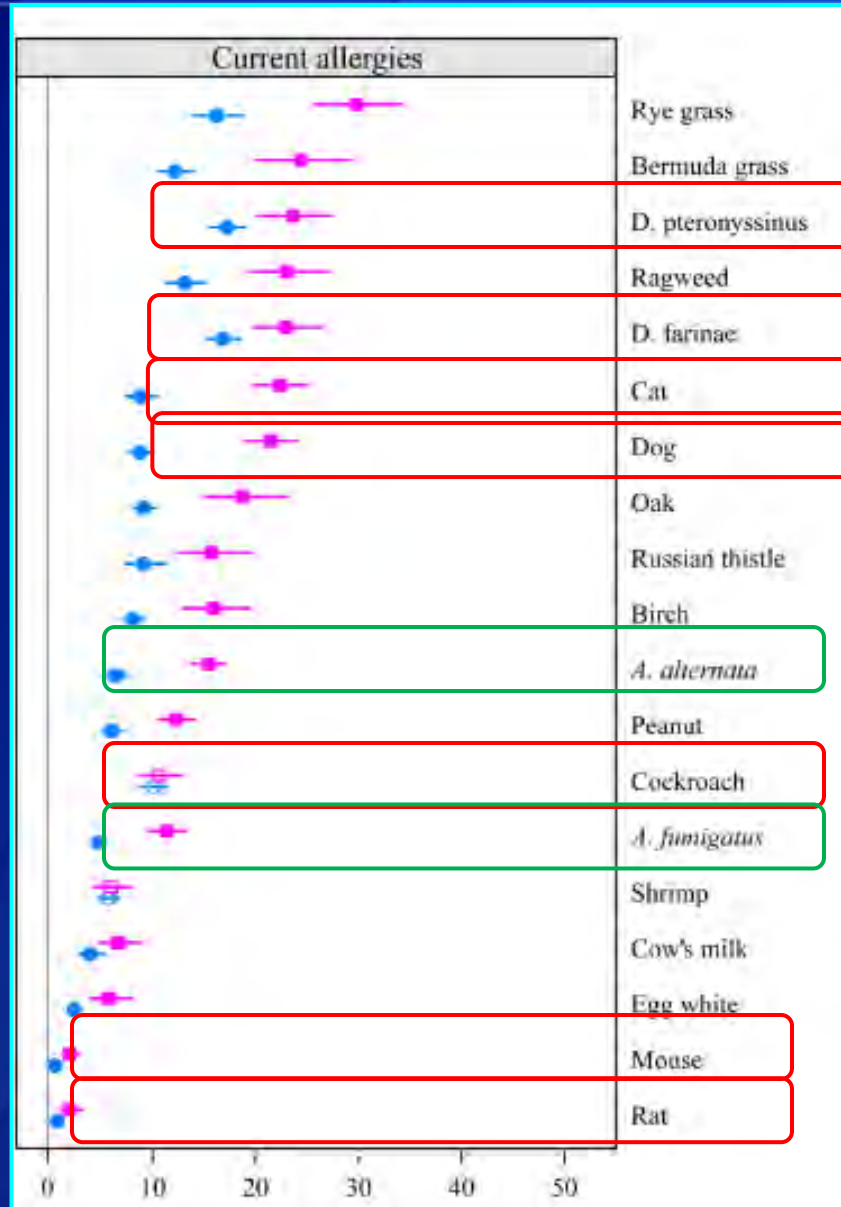 Current allergies
Rye grass
Bermuda grass
D. pteronyssinus
Ragweed
D. farinae
Cat
Dog
Oak
Russian thistle
Birch
A. alternata
Peanut
Cockroach
A. fumigatus
Shrimp
Cow's milk
Egg white
Mouse
Rat
0 10 20 30 40 50